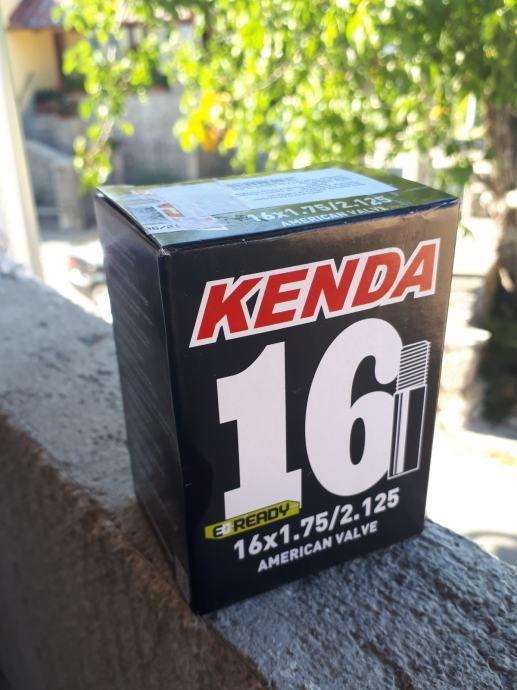 16x1.75/2.125
AMERICAN VALVE
KENDA
16
E READY
16x1.75/2.125
AMERICAN VALVE